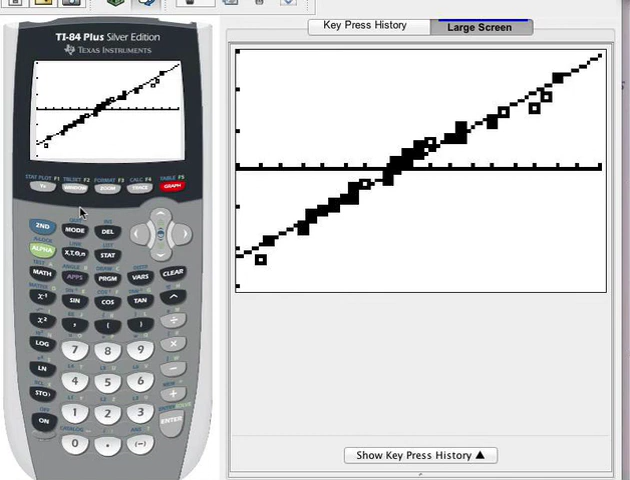 Key Press History
Large Screen
TI-84 Plus Silver Edition
TEXAS INSTRUMENTS
STAT PLOT F1 TBLSET F2 FORMAT F3 CALC F4 TABLE F5
Y= WINDOW ZOOM TRACE GRAPH
2ND MODE DEL
ALPHA X,T,Θ,n STAT
MATH APPS PRGM VARS CLEAR
SIN COS TAN ^
x² , ( ) ÷
LOG 7 8 9 ×
LN 4 5 6 −
STO 1 2 3 +
ON 0 . (−) ENTER
Show Key Press History ▲